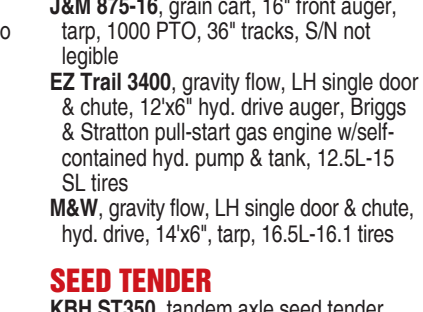 J&M 875-16, grain cart, 16" front auger,
o
tarp, 1000 PTO, 36" tracks, S/N not
legible
EZ Trail 3400, gravity flow, LH single door
& chute, 12'x6" hyd. drive auger, Briggs
& Stratton pull-start gas engine w/self-
contained hyd. pump & tank, 12.5L-15
SL tires
M&W, gravity flow, LH single door & chute,
hyd. drive, 14'x6", tarp, 16.5L-16.1 tires
SEED TENDER
KBH ST350, tandem axle seed tender